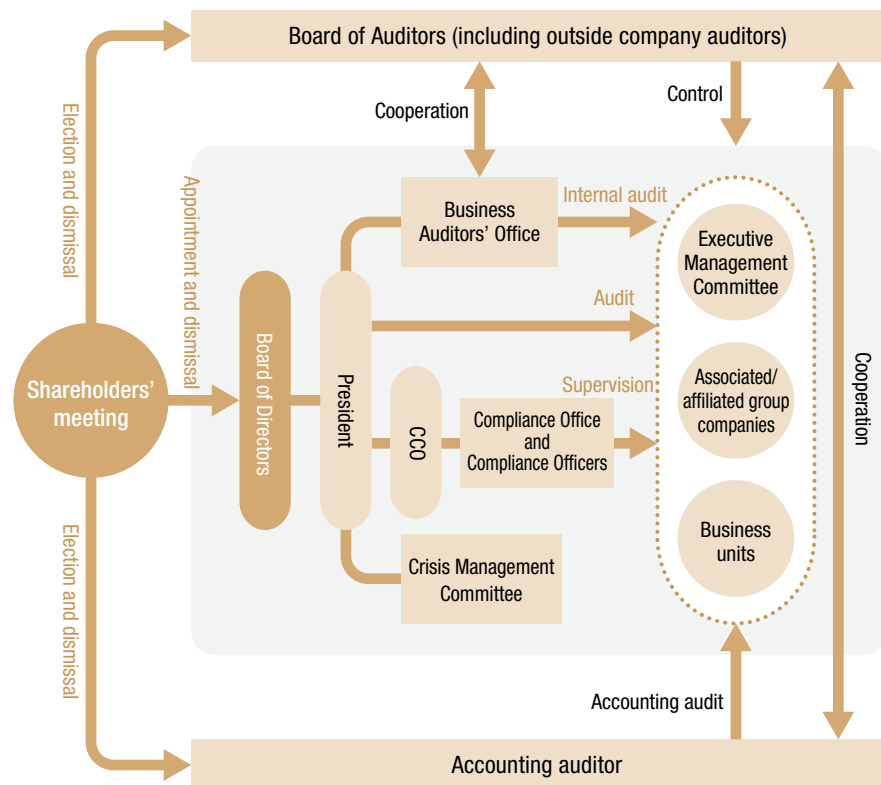 Board of Auditors (including outside company auditors)
Election and dismissal
Cooperation
Control
Appointment and dismissal
Business
Auditors’ Office
Internal audit
Executive
Management
Committee
Audit
Shareholders’
meeting
Board of Directors
President
CCO
Supervision
Compliance Office
and
Compliance Officers
Associated/
affiliated group
companies
Cooperation
Crisis Management
Committee
Business
units
Election and dismissal
Accounting audit
Accounting auditor